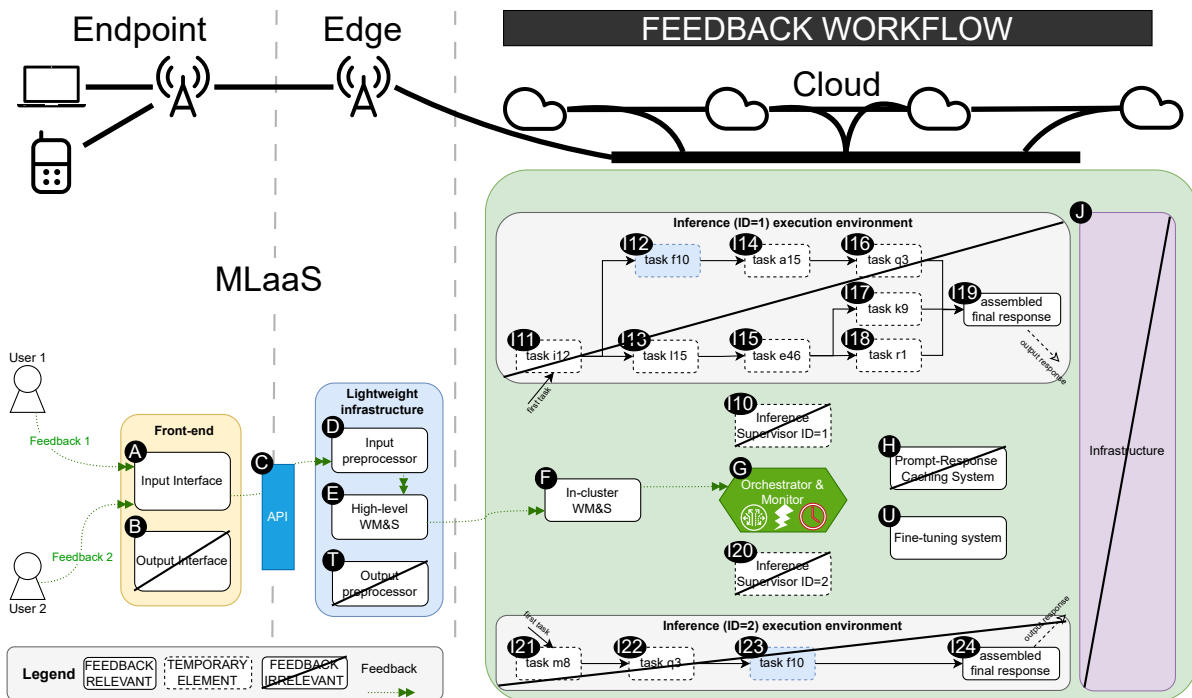 Endpoint
Edge
FEEDBACK WORKFLOW
Cloud
MLaaS
Inference (ID=1) execution environment
J
I12
task f10
I14
task a15
I16
task q3
I17
task k9
I19
assembled
final response
I11
task i12
I13
task l15
I15
task e46
I18
task r1
first task
output response
Infrastructure
User 1
Feedback 1
User 2
Feedback 2
Front-end
A
Input Interface
B
Output Interface
C
API
Lightweight
infrastructure
D
Input
preprocessor
E
High-level
WM&S
T
Output
preprocessor
F
In-cluster
WM&S
I10
Inference
Supervisor ID=1
G
Orchestrator &
Monitor
I20
Inference
Supervisor ID=2
H
Prompt-Response
Caching System
U
Fine-tuning system
Inference (ID=2) execution environment
first task
I21
task m8
I22
task q3
I23
task f10
I24
assembled
final response
output response
Legend
FEEDBACK
RELEVANT
TEMPORARY
ELEMENT
FEEDBACK
IRRELEVANT
Feedback